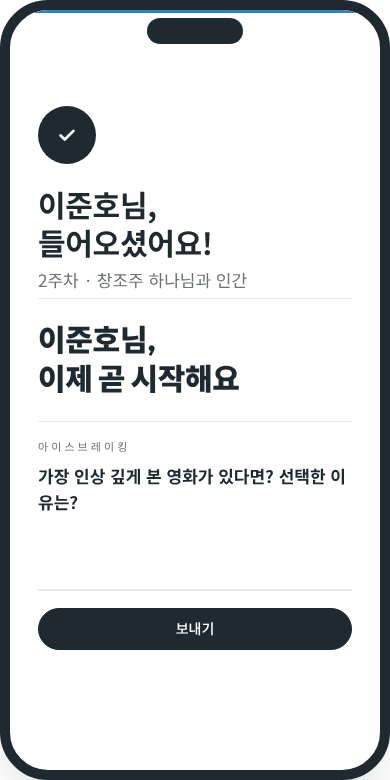 이준호님,
들어오셨어요!
2주차 · 창조주 하나님과 인간
이준호님,
이제 곧 시작해요
아이스브레이킹
가장 인상 깊게 본 영화가 있다면? 선택한 이
유는?
보내기